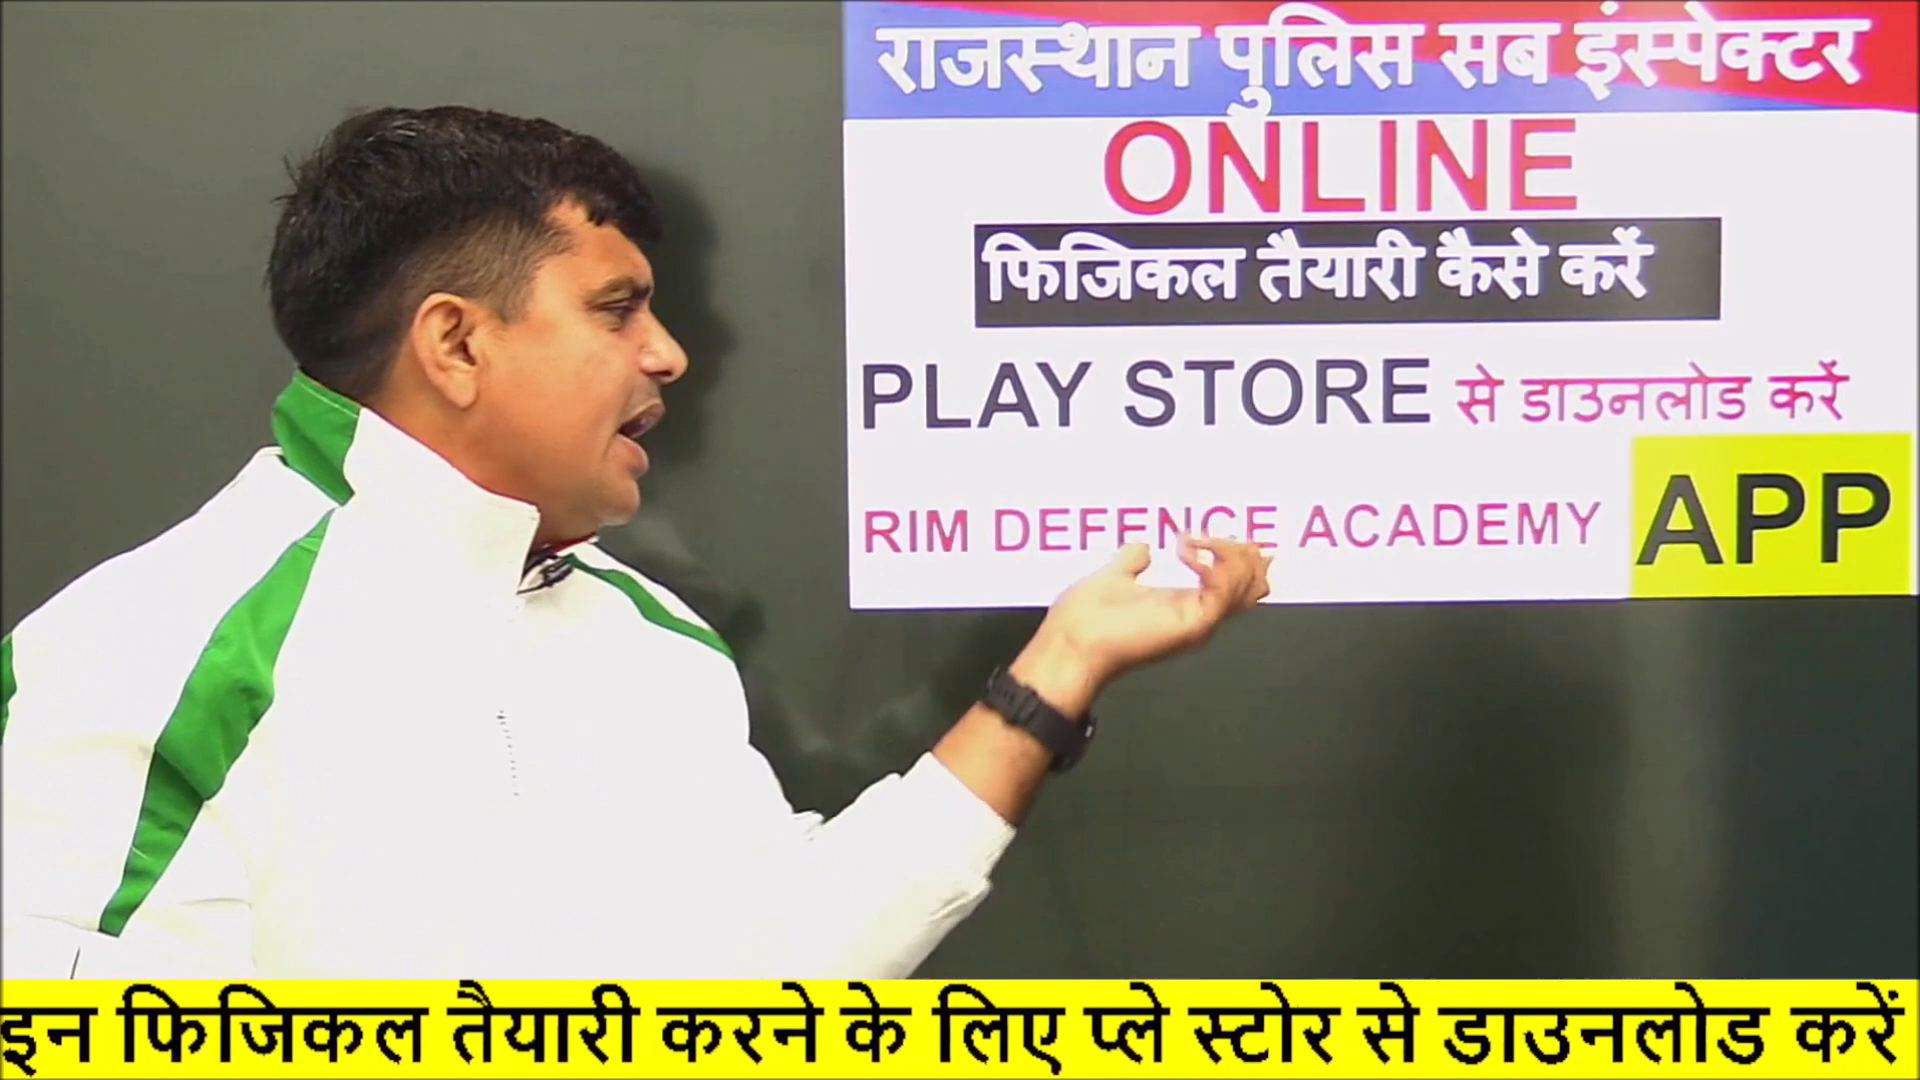 राजस्थान पुलिस सब इंस्पेक्टर
ONLINE
फिजिकल तैयारी कैसे करें
PLAY STORE से डाउनलोड करें
RIM DEFENCE ACADEMY APP
इन फिजिकल तैयारी करने के लिए प्ले स्टोर से डाउनलोड करें